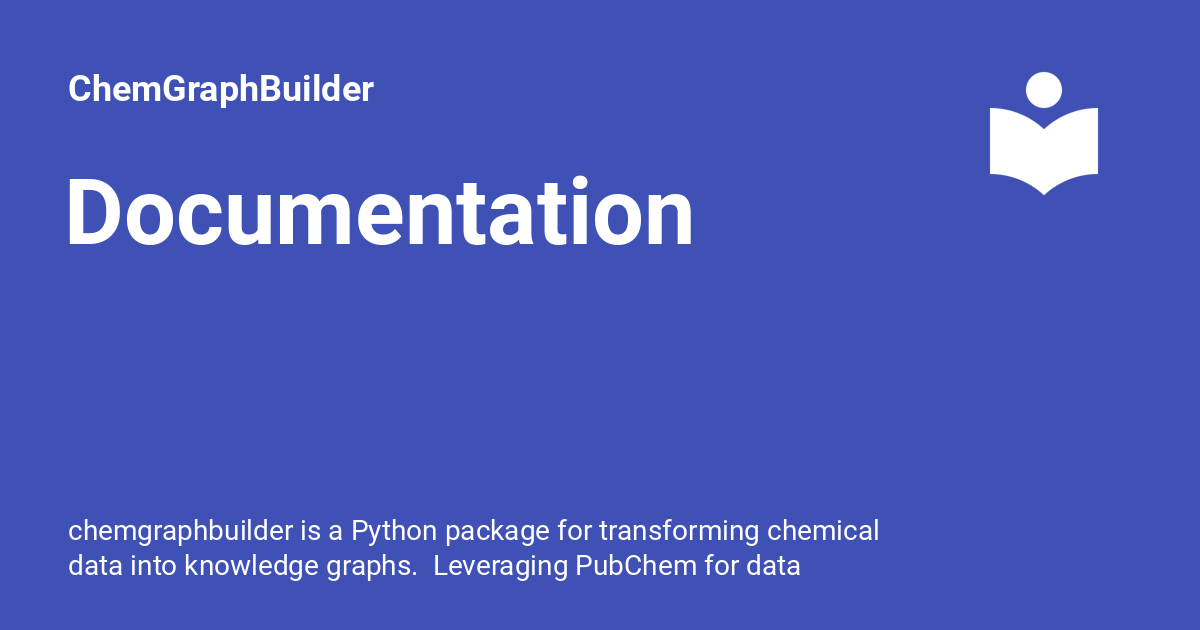 ChemGraphBuilder
Documentation
chemgraphbuilder is a Python package for transforming chemical
data into knowledge graphs.  Leveraging PubChem for data